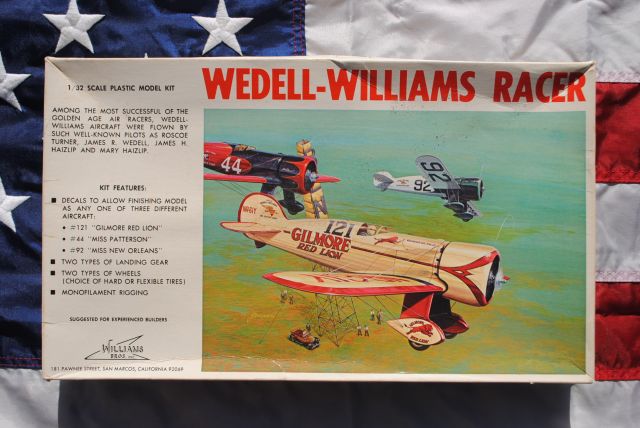 1/32 SCALE PLASTIC MODEL KIT
WEDELL-WILLIAMS RACER
AMONG THE MOST SUCCESSFUL OF THE
GOLDEN AGE AIR RACERS, WEDELL-
WILLIAMS AIRCRAFT WERE FLOWN BY
SUCH WELL-KNOWN PILOTS AS ROSCOE
TURNER, JAMES R. WEDELL, JAMES H.
HAIZLIP AND MARY HAIZLIP.
KIT FEATURES:
■ DECALS TO ALLOW FINISHING MODEL
AS ANY ONE OF THREE DIFFERENT
AIRCRAFT:
• #121 "GILMORE RED LION"
• #44 "MISS PATTERSON"
• #92 "MISS NEW ORLEANS"
■ TWO TYPES OF LANDING GEAR
■ TWO TYPES OF WHEELS
(CHOICE OF HARD OR FLEXIBLE TIRES)
■ MONOFILAMENT RIGGING
SUGGESTED FOR EXPERIENCED BUILDERS
WILLIAMS
BROS. INC.
181 PAWNEE STREET, SAN MARCOS, CALIFORNIA 92069
44
92
92
121
GILMORE
RED LION